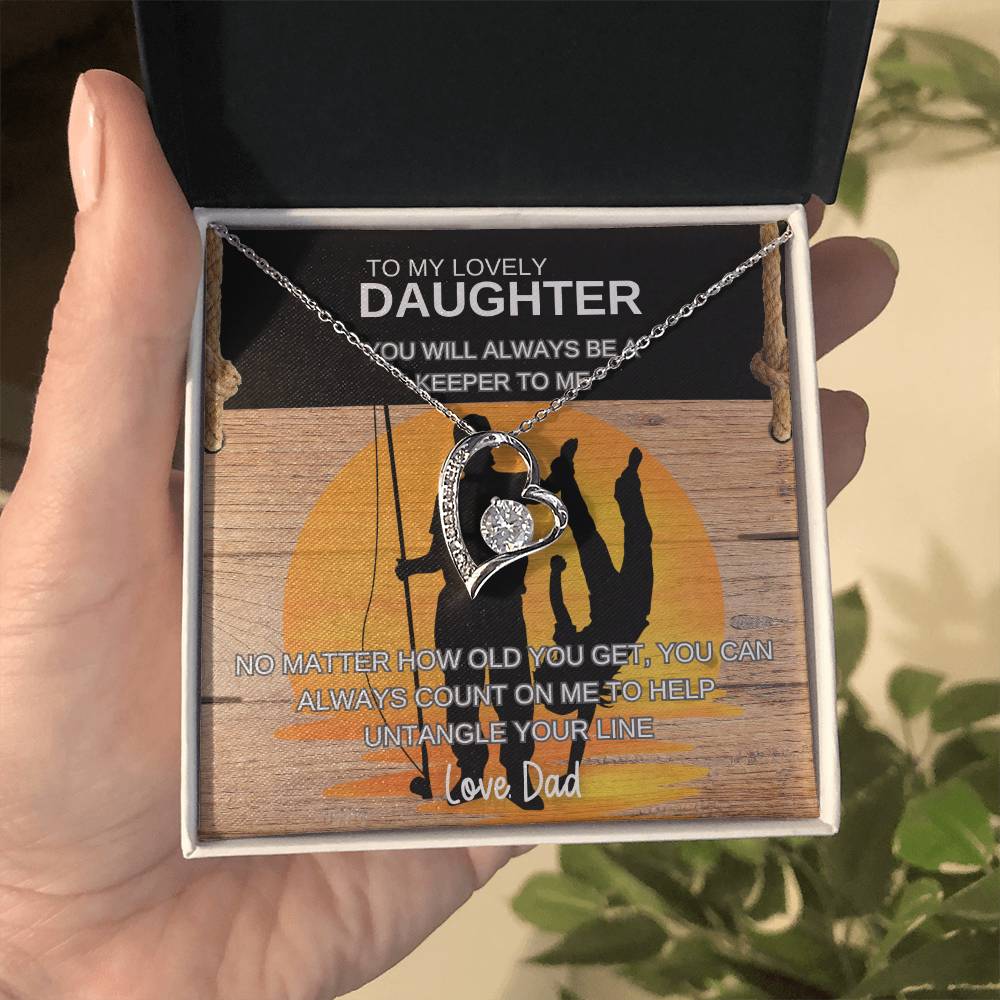 TO MY LOVELY
DAUGHTER
YOU WILL ALWAYS BE A
KEEPER TO ME
NO MATTER HOW OLD YOU GET, YOU CAN
ALWAYS COUNT ON ME TO HELP
UNTANGLE YOUR LINE
Love, Dad